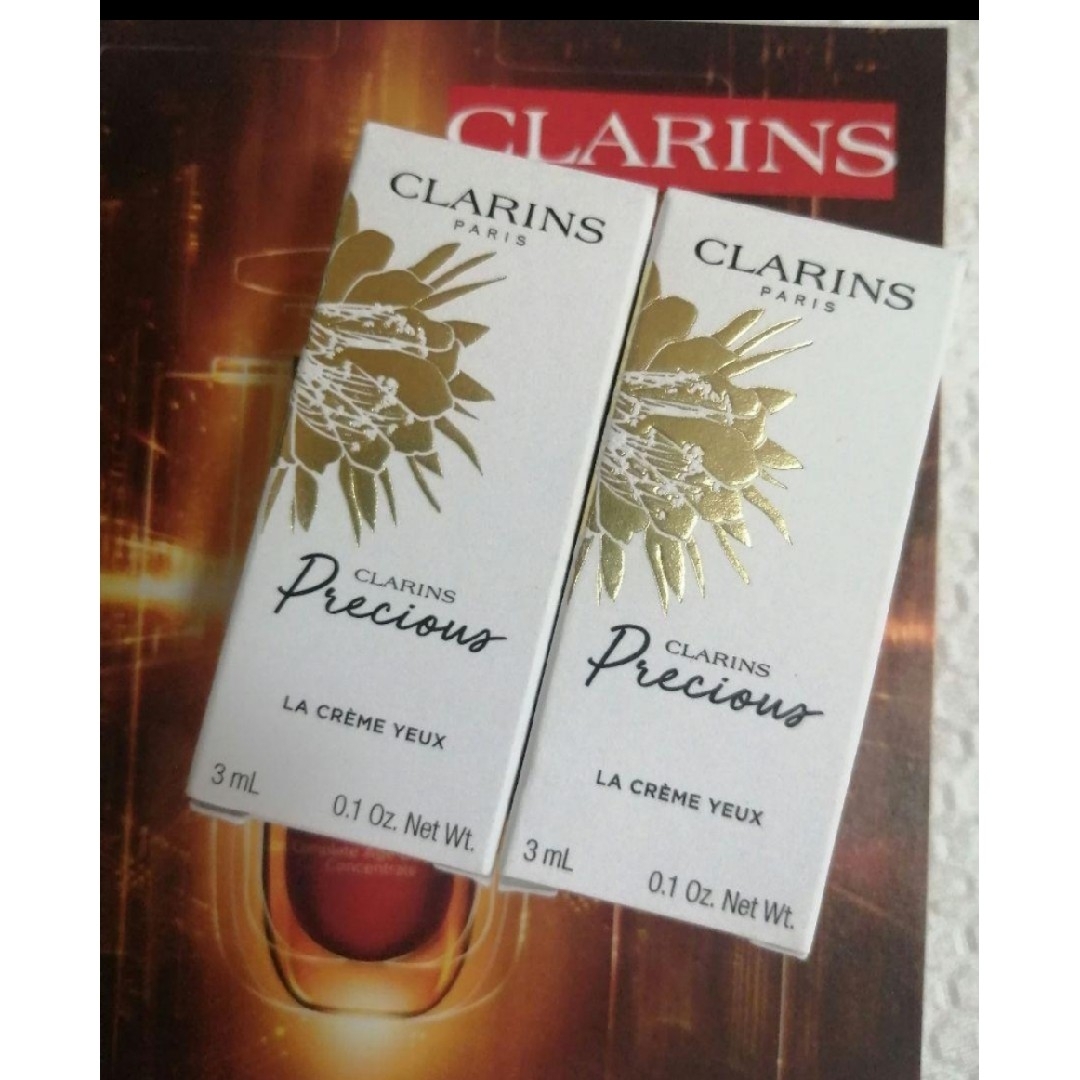 CLARINS
CLARINS
PARIS
CLARINS
Precious
LA CRÈME YEUX
3 mL
0.1 Oz. Net Wt.
CLARINS
PARIS
CLARINS
Precious
LA CRÈME YEUX
3 mL
0.1 Oz. Net Wt.
Concentrate